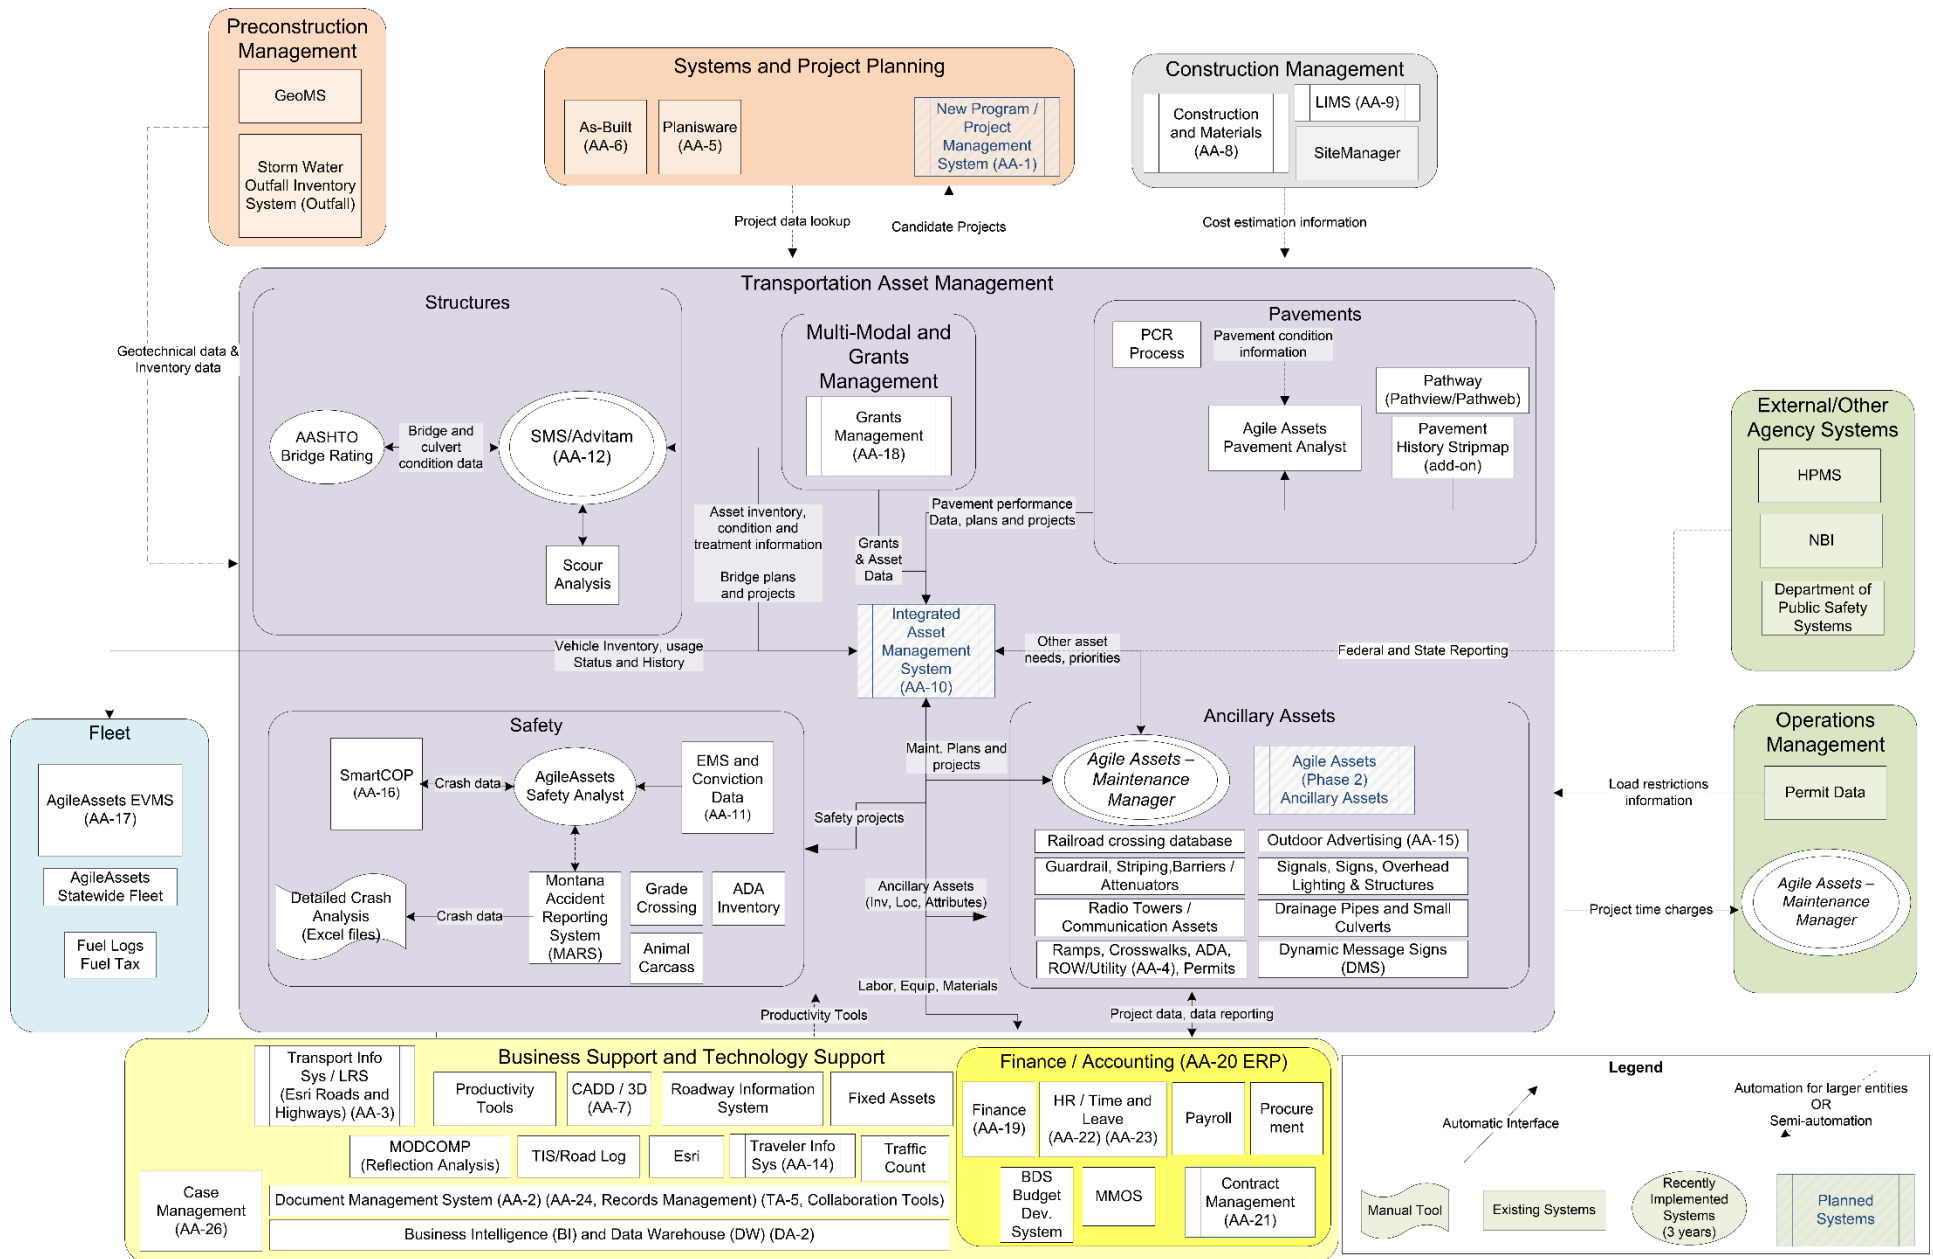 Preconstruction
Management
GeoMS
Storm Water
Outfall Inventory
System (Outfall)
Systems and Project Planning
As-Built
(AA-6)
Planisware
(AA-5)
New Program /
Project
Management
System (AA-1)
Construction Management
Construction
and Materials
(AA-8)
LIMS (AA-9)
SiteManager
Project data lookup
Candidate Projects
Cost estimation information
Geotechnical data &
Inventory data
Transportation Asset Management
Structures
AASHTO
Bridge Rating
Bridge and
culvert
condition data
SMS/Advitam
(AA-12)
Scour
Analysis
Asset inventory,
condition and
treatment information
Bridge plans
and projects
Multi-Modal and
Grants
Management
Grants
Management
(AA-18)
Grants
& Asset
Data
Pavements
PCR
Process
Pavement condition
information
Agile Assets
Pavement Analyst
Pathway
(Pathview/Pathweb)
Pavement
History Stripmap
(add-on)
Pavement performance
Data, plans and projects
Integrated
Asset
Management
System
(AA-10)
Vehicle Inventory, usage
Status and History
Other asset
needs, priorities
Federal and State Reporting
External/Other
Agency Systems
HPMS
NBI
Department of
Public Safety
Systems
Fleet
AgileAssets EVMS
(AA-17)
AgileAssets
Statewide Fleet
Fuel Logs
Fuel Tax
Safety
SmartCOP
(AA-16)
Crash data
AgileAssets
Safety Analyst
EMS and
Conviction
Data
(AA-11)
Detailed Crash
Analysis
(Excel files)
Crash data
Montana
Accident
Reporting
System
(MARS)
Grade
Crossing
ADA
Inventory
Animal
Carcass
Maint. Plans and
projects
Safety projects
Ancillary Assets
(Inv, Loc, Attributes)
Labor, Equip, Materials
Ancillary Assets
Agile Assets –
Maintenance
Manager
Agile Assets
(Phase 2)
Ancillary Assets
Railroad crossing database
Outdoor Advertising (AA-15)
Guardrail, Striping,Barriers /
Attenuators
Signals, Signs, Overhead
Lighting & Structures
Radio Towers /
Communication Assets
Drainage Pipes and Small
Culverts
Ramps, Crosswalks, ADA,
ROW/Utility (AA-4), Permits
Dynamic Message Signs
(DMS)
Operations
Management
Load restrictions
information
Permit Data
Project time charges
Agile Assets –
Maintenance
Manager
Productivity Tools
Project data, data reporting
Business Support and Technology Support
Transport Info
Sys / LRS
(Esri Roads and
Highways) (AA-3)
Productivity
Tools
CADD / 3D
(AA-7)
Roadway Information
System
Fixed Assets
MODCOMP
(Reflection Analysis)
TIS/Road Log
Esri
Traveler Info
Sys (AA-14)
Traffic
Count
Case
Management
(AA-26)
Document Management System (AA-2) (AA-24, Records Management) (TA-5, Collaboration Tools)
Business Intelligence (BI) and Data Warehouse (DW) (DA-2)
Finance / Accounting (AA-20 ERP)
Finance
(AA-19)
HR / Time and
Leave
(AA-22) (AA-23)
Payroll
Procure
ment
BDS
Budget
Dev.
System
MMOS
Contract
Management
(AA-21)
Legend
Automatic Interface
Automation for larger entities
OR
Semi-automation
Manual Tool
Existing Systems
Recently
Implemented
Systems
(3 years)
Planned
Systems